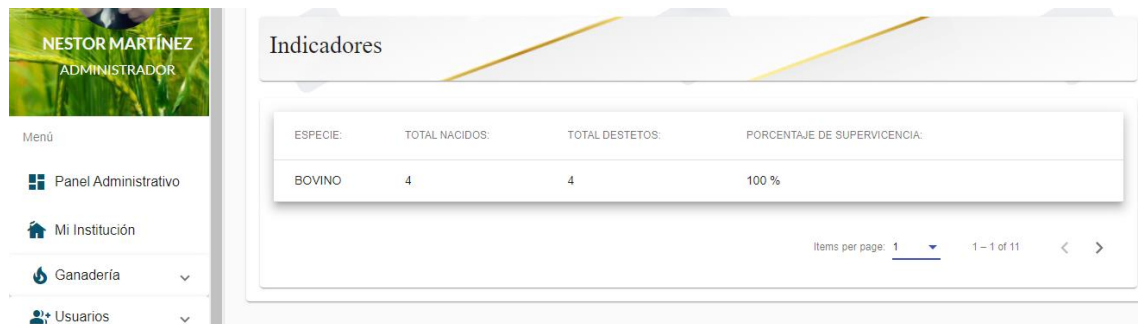 NESTOR MARTÍNEZ
ADMINISTRADOR
Menú
Panel Administrativo
Mi Institución
Ganadería
Usuarios
Indicadores
ESPECIE: TOTAL NACIDOS: TOTAL DESTETOS: PORCENTAJE DE SUPERVICENCIA:
BOVINO 4 4 100 %
Items per page: 1 1 – 1 of 11